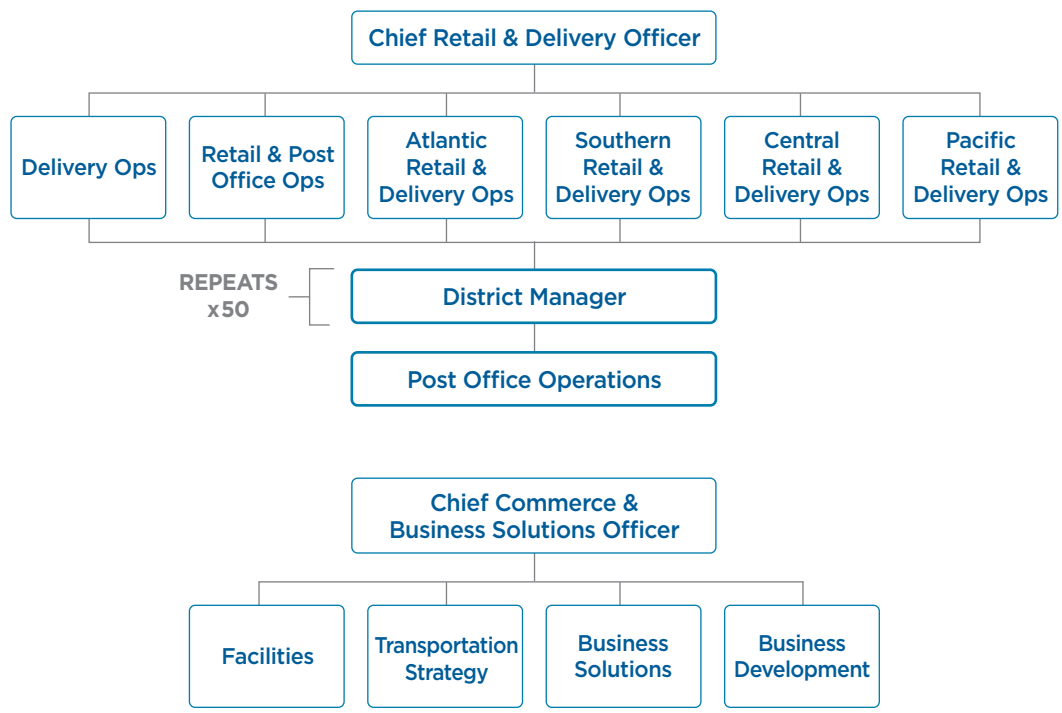 Chief Retail & Delivery Officer
Delivery Ops
Retail & Post
Office Ops
Atlantic
Retail &
Delivery Ops
Southern
Retail &
Delivery Ops
Central
Retail &
Delivery Ops
Pacific
Retail &
Delivery Ops
REPEATS
x50
District Manager
Post Office Operations
Chief Commerce &
Business Solutions Officer
Facilities
Transportation
Strategy
Business
Solutions
Business
Development